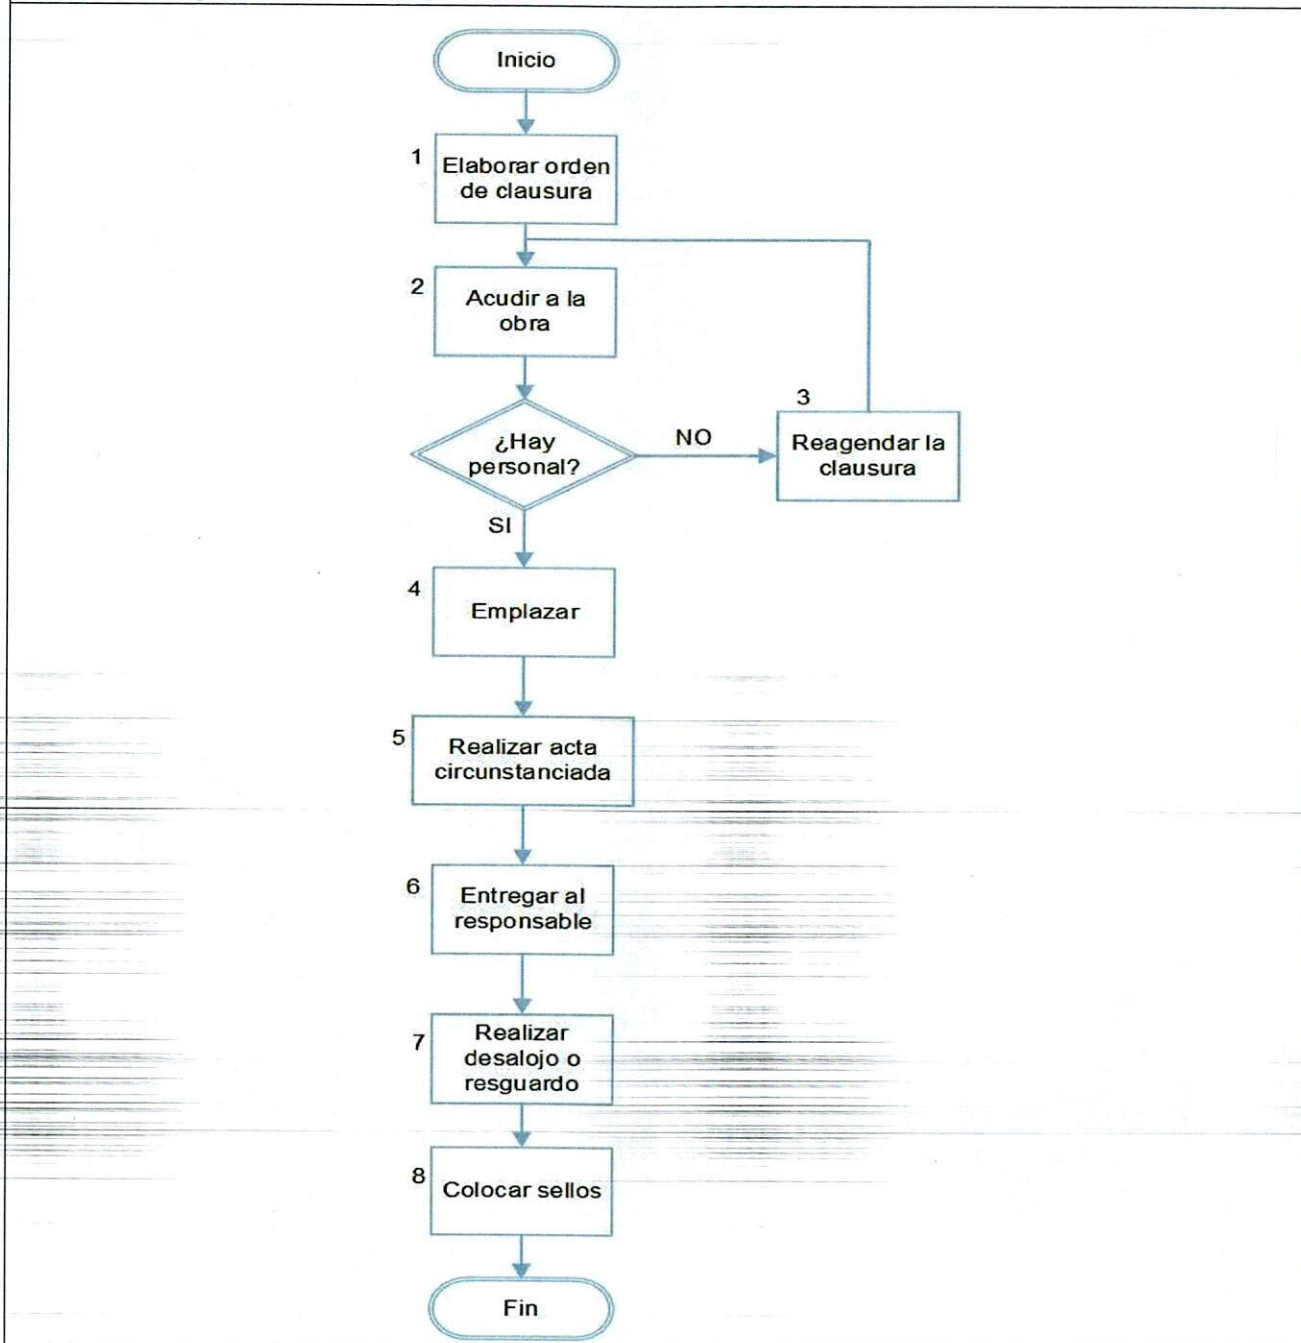 Inicio
1
Elaborar orden
de clausura
2
Acudir a la
obra
¿Hay
personal?
NO
3
Reagendar la
clausura
SI
4
Emplazar
5
Realizar acta
circunstanciada
6
Entregar al
responsable
7
Realizar
desalojo o
resguardo
8
Colocar sellos
Fin